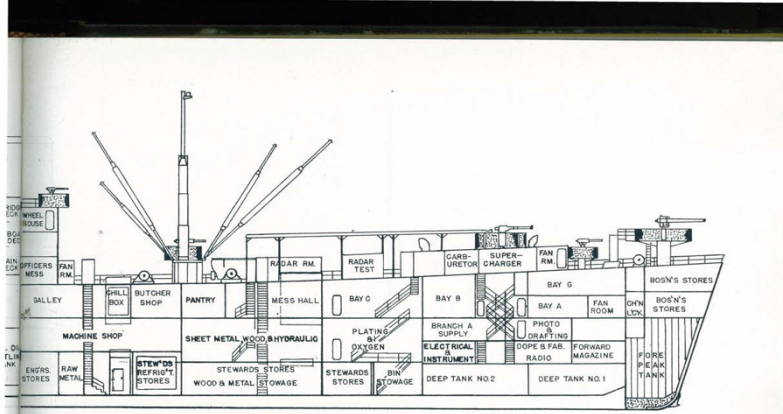 WHEEL
HOUSE
OFFICERS
MESS
FAN
RM.
RADAR RM.
RADAR
TEST
CARB-
URETOR
SUPER-
CHARGER
FAN
RM.
GALLEY
CHILL
BOX
BUTCHER
SHOP
PANTRY
MESS HALL
BAY C
BAY B
BAY G
BAY A
FAN
ROOM
CH'N
L'CK.
BOS'N'S STORES
BOS'N'S
STORES
MACHINE SHOP
SHEET METAL, WOOD, & HYDRAULIC
PLATING
&
OXYGEN
BRANCH A
SUPPLY
PHOTO
&
DRAFTING
ELECTRICAL
&
INSTRUMENT
DOPE & FAB.
RADIO
FORWARD
MAGAZINE
FORE
PEAK
TANK
ENG'RS.
STORES
RAW
METAL
STEW'DS
REFRIG'T.
STORES
STEWARDS STORES
WOOD & METAL STOWAGE
STEWARDS
STORES
BIN
STOWAGE
DEEP TANK NO.2
DEEP TANK NO.1